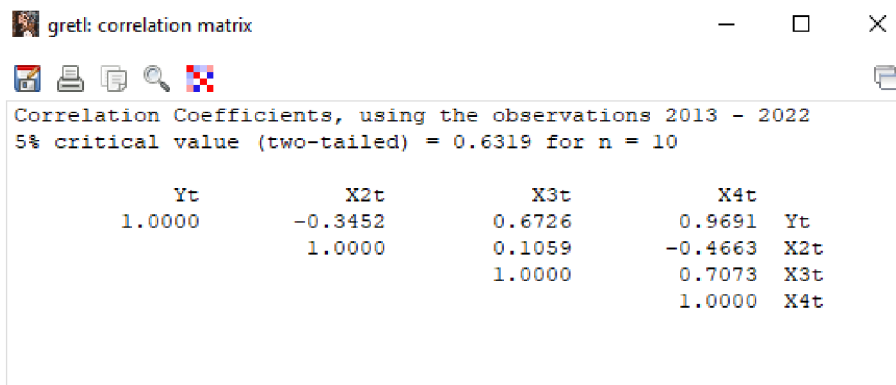 gretl: correlation matrix
Correlation Coefficients, using the observations 2013 - 2022
5% critical value (two-tailed) = 0.6319 for n = 10
Yt X2t X3t X4t
1.0000 -0.3452 0.6726 0.9691 Yt
1.0000 0.1059 -0.4663 X2t
1.0000 0.7073 X3t
1.0000 X4t